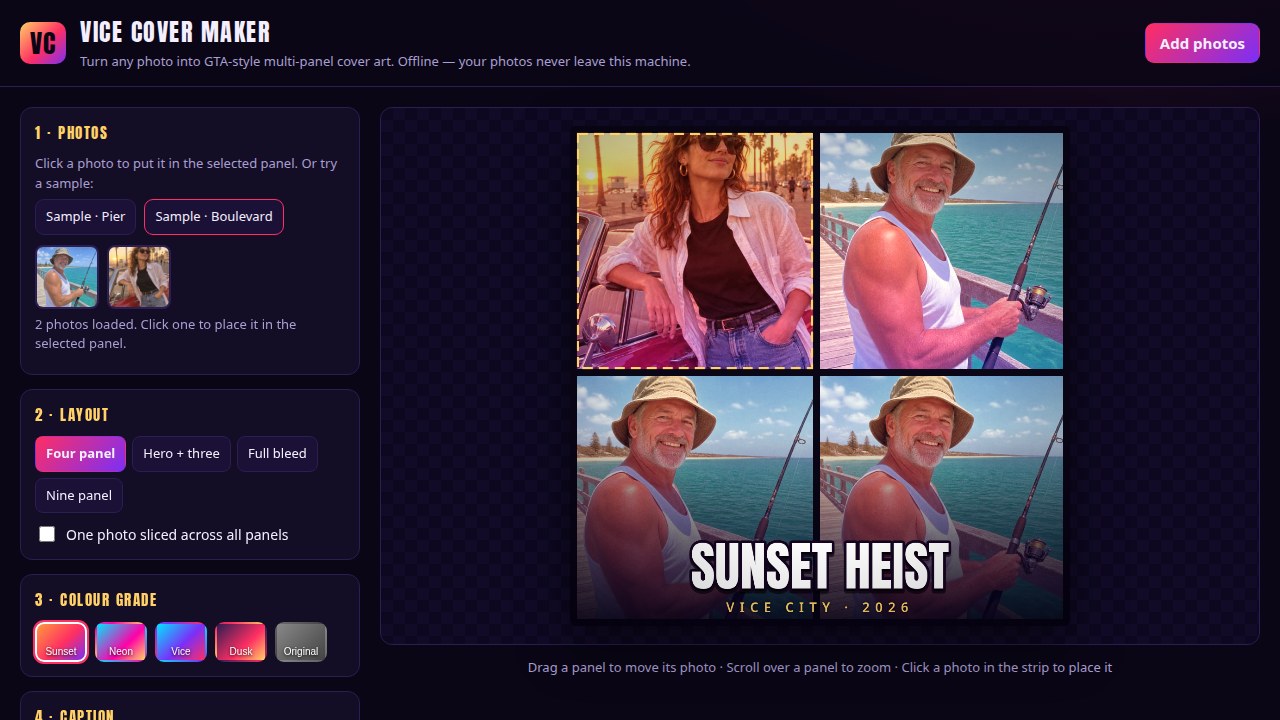 VC
VICE COVER MAKER
Turn any photo into GTA-style multi-panel cover art. Offline — your photos never leave this machine.
Add photos
1 · PHOTOS
Click a photo to put it in the selected panel. Or try
a sample:
Sample · Pier
Sample · Boulevard
2 photos loaded. Click one to place it in the
selected panel.
2 · LAYOUT
Four panel
Hero + three
Full bleed
Nine panel
One photo sliced across all panels
3 · COLOUR GRADE
Sunset
Neon
Vice
Dusk
Original
4 · CAPTION
SUNSET HEIST
VICE CITY · 2026
Drag a panel to move its photo · Scroll over a panel to zoom · Click a photo in the strip to place it